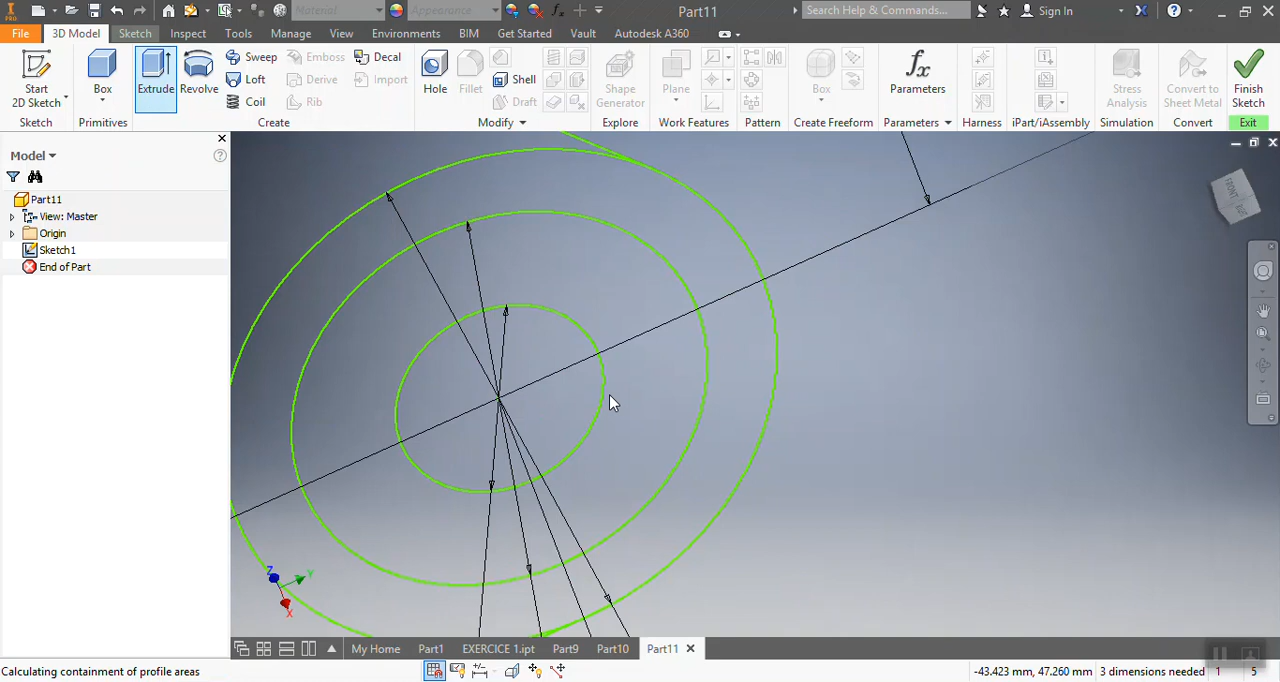 Material Appearance Part11 Search Help & Commands... Sign In
PRO
File 3D Model Sketch Inspect Tools Manage View Environments BIM Get Started Vault Autodesk A360
Start 2D Sketch
Box
Extrude
Revolve
Sweep
Loft
Coil
Emboss
Derive
Rib
Decal
Import
Hole
Fillet
Shell
Draft
Shape Generator
Plane
Box
Parameters
Stress Analysis
Convert to Sheet Metal
Finish Sketch
Sketch Primitives Create Modify Explore Work Features Pattern Create Freeform Parameters Harness iPart/iAssembly Simulation Convert Exit
Model
Part11
View: Master
Origin
Sketch1
End of Part
FRONT
Z
Y
X
My Home Part1 EXERCICE 1.ipt Part9 Part10 Part11
Calculating containment of profile areas -43.423 mm, 47.260 mm 3 dimensions needed 1 5